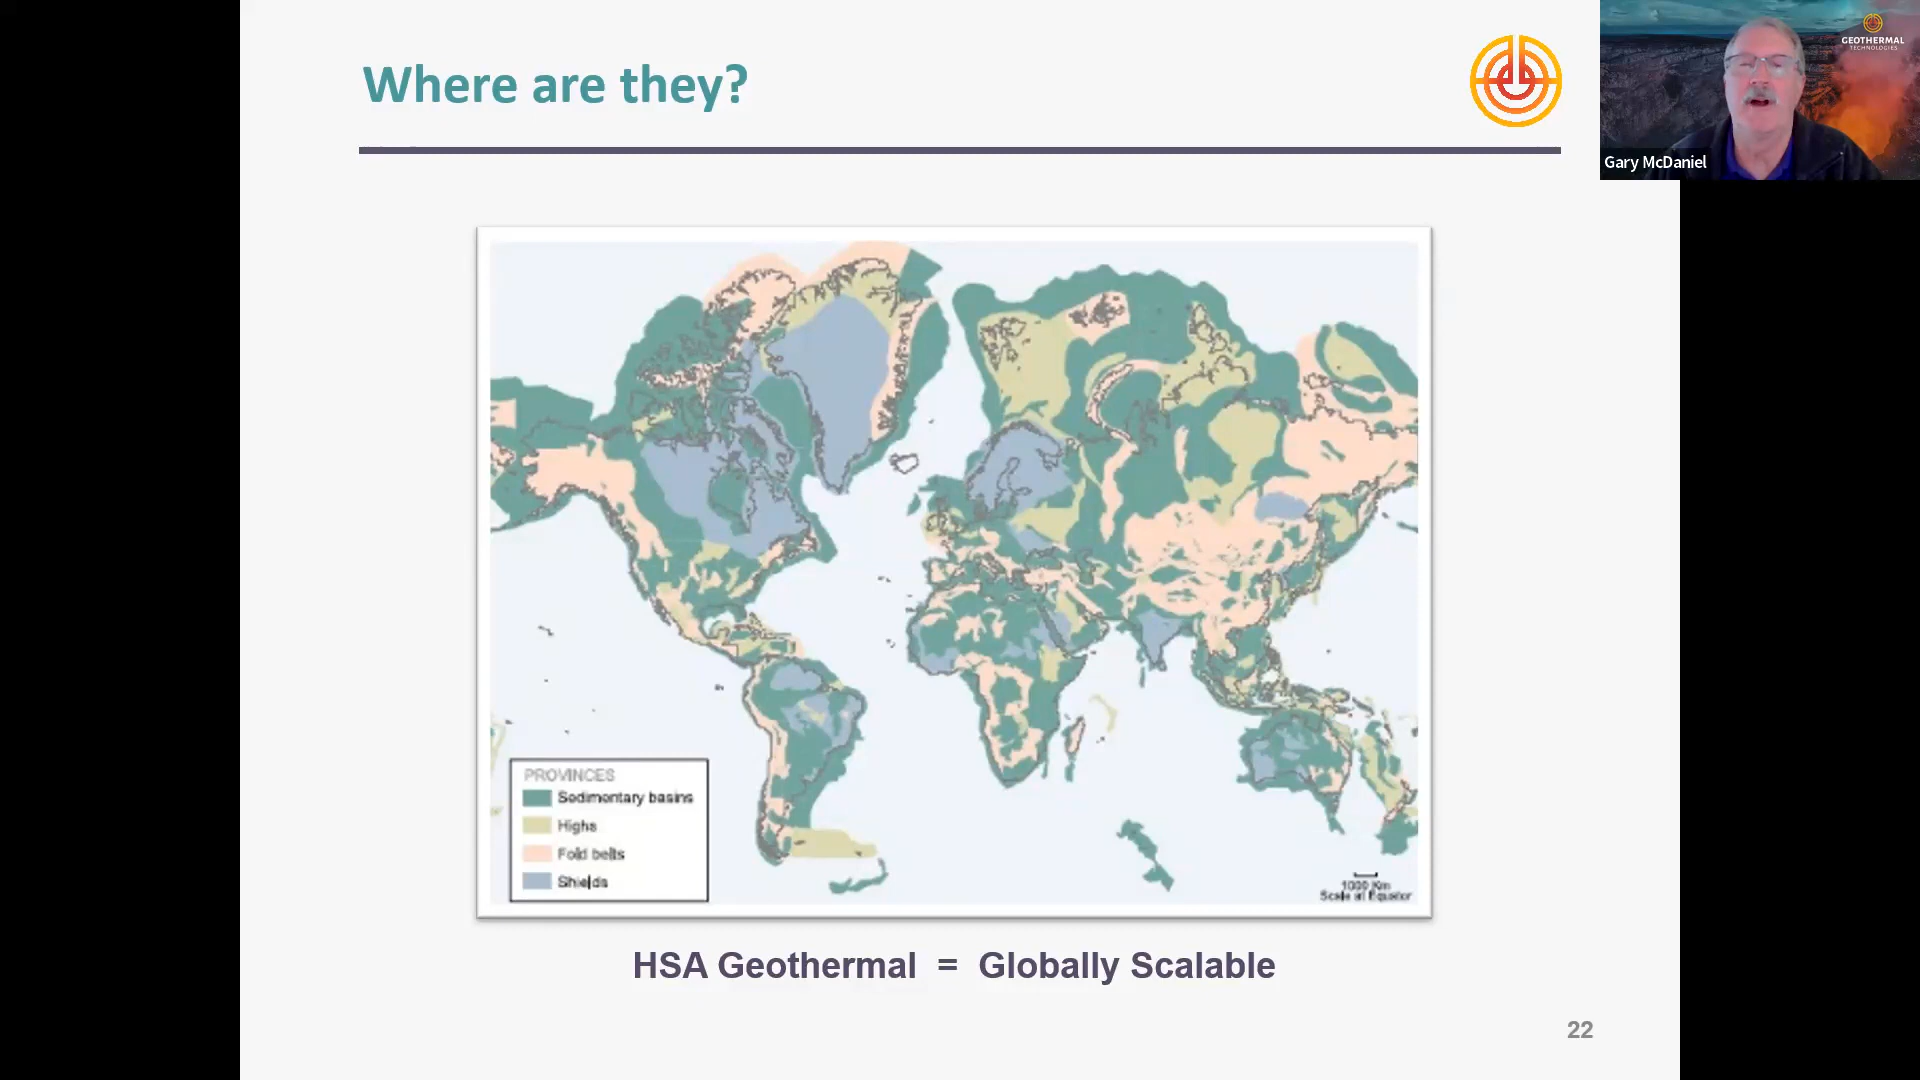 Where are they?
GEOTHERMAL
TECHNOLOGIES
Gary McDaniel
PROVINCES
Sedimentary basins
Highs
Fold belts
Shields
1000 Km
Scale at Equator
HSA Geothermal = Globally Scalable
22